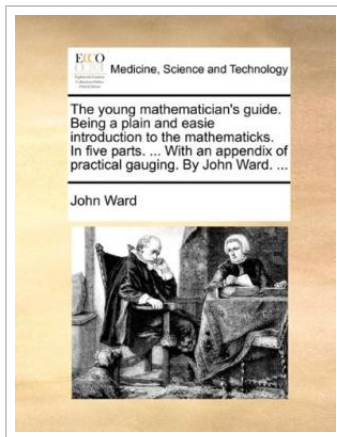 ECCO
Medicine, Science and Technology
The young mathematician's guide.
Being a plain and easie
introduction to the mathematicks.
In five parts. ... With an appendix of
practical gauging. By John Ward. ...
John Ward